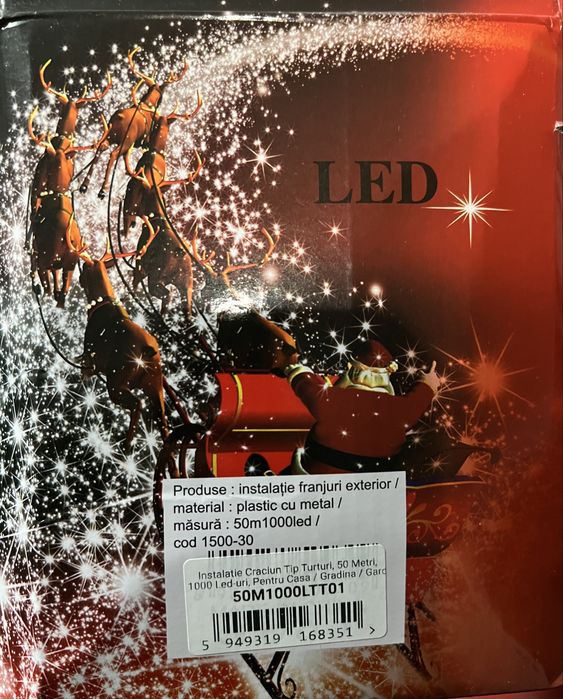 LED
Produse : instalație franjuri exterior /
material : plastic cu metal /
măsură : 50m1000led /
cod 1500-30
Instalatie Craciun Tip Turturi, 50 Metri,
1000 Led-uri, Pentru Casa / Gradina / Gard
50M1000LTT01
5 949319 168351 >